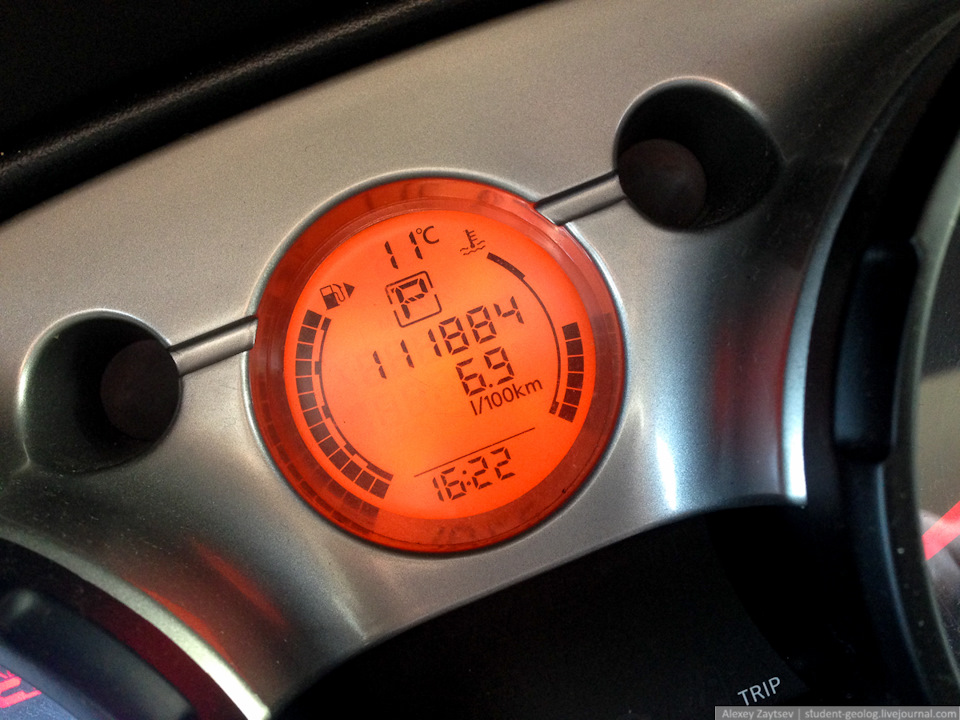 11°C
P
111884
6.9
l/100km
16:22
TRIP
Alexey Zaytsev | student-geolog.livejournal.com